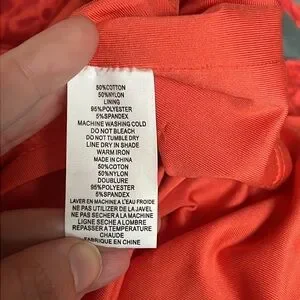 50%COTTON
50%NYLON
LINING
95%POLYESTER
5%SPANDEX
MACHINE WASHING COLD
DO NOT BLEACH
DO NOT TUMBLE DRY
LINE DRY IN SHADE
WARM IRON
MADE IN CHINA
50%COTON
50%NYLON
DOUBLURE
95%POLYESTER
5%SPANDEX
LAVER EN MACHINE A L'EAU FROIDE
NE PAS UTILIZER DE LA JAVEL
NE PAS SECHER A LA MACHINE
LIGNE SECHE A L'OMBRE
REPASSER A TEMPERATURE
CHAUDE
FABRIQUE EN CHINE